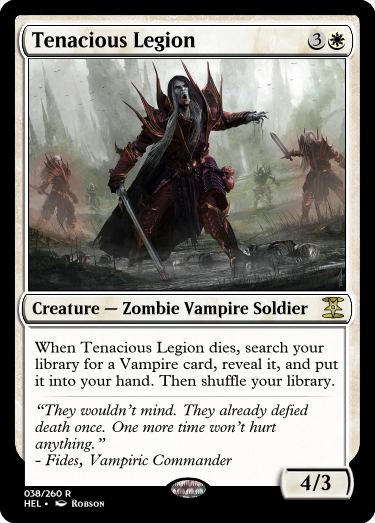 Tenacious Legion 3
Creature — Zombie Vampire Soldier
When Tenacious Legion dies, search your
library for a Vampire card, reveal it, and put
it into your hand. Then shuffle your library.
“They wouldn’t mind. They already defied
death once. One more time won’t hurt
anything.”
- Fides, Vampiric Commander
4/3
038/260 R
HEL • Robson